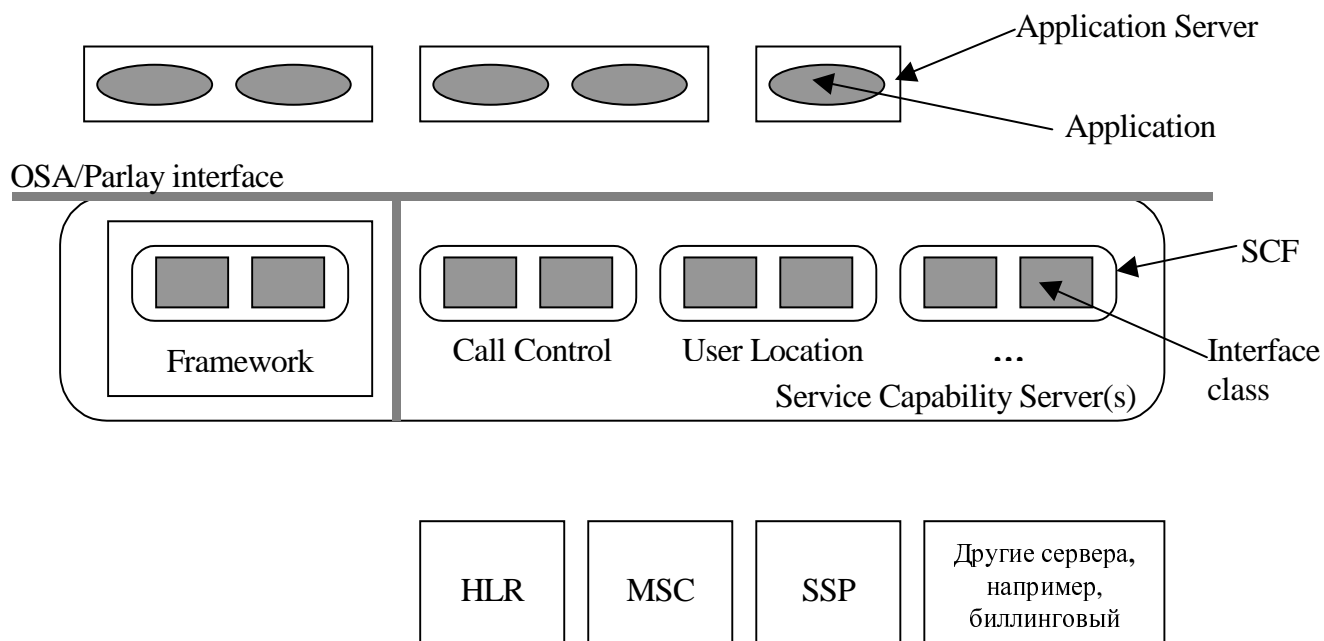 Application Server
Application
OSA/Parlay interface
SCF
Framework
Call Control
User Location
...
Interface
class
Service Capability Server(s)
HLR
MSC
SSP
Другие сервера,
например,
биллинговый